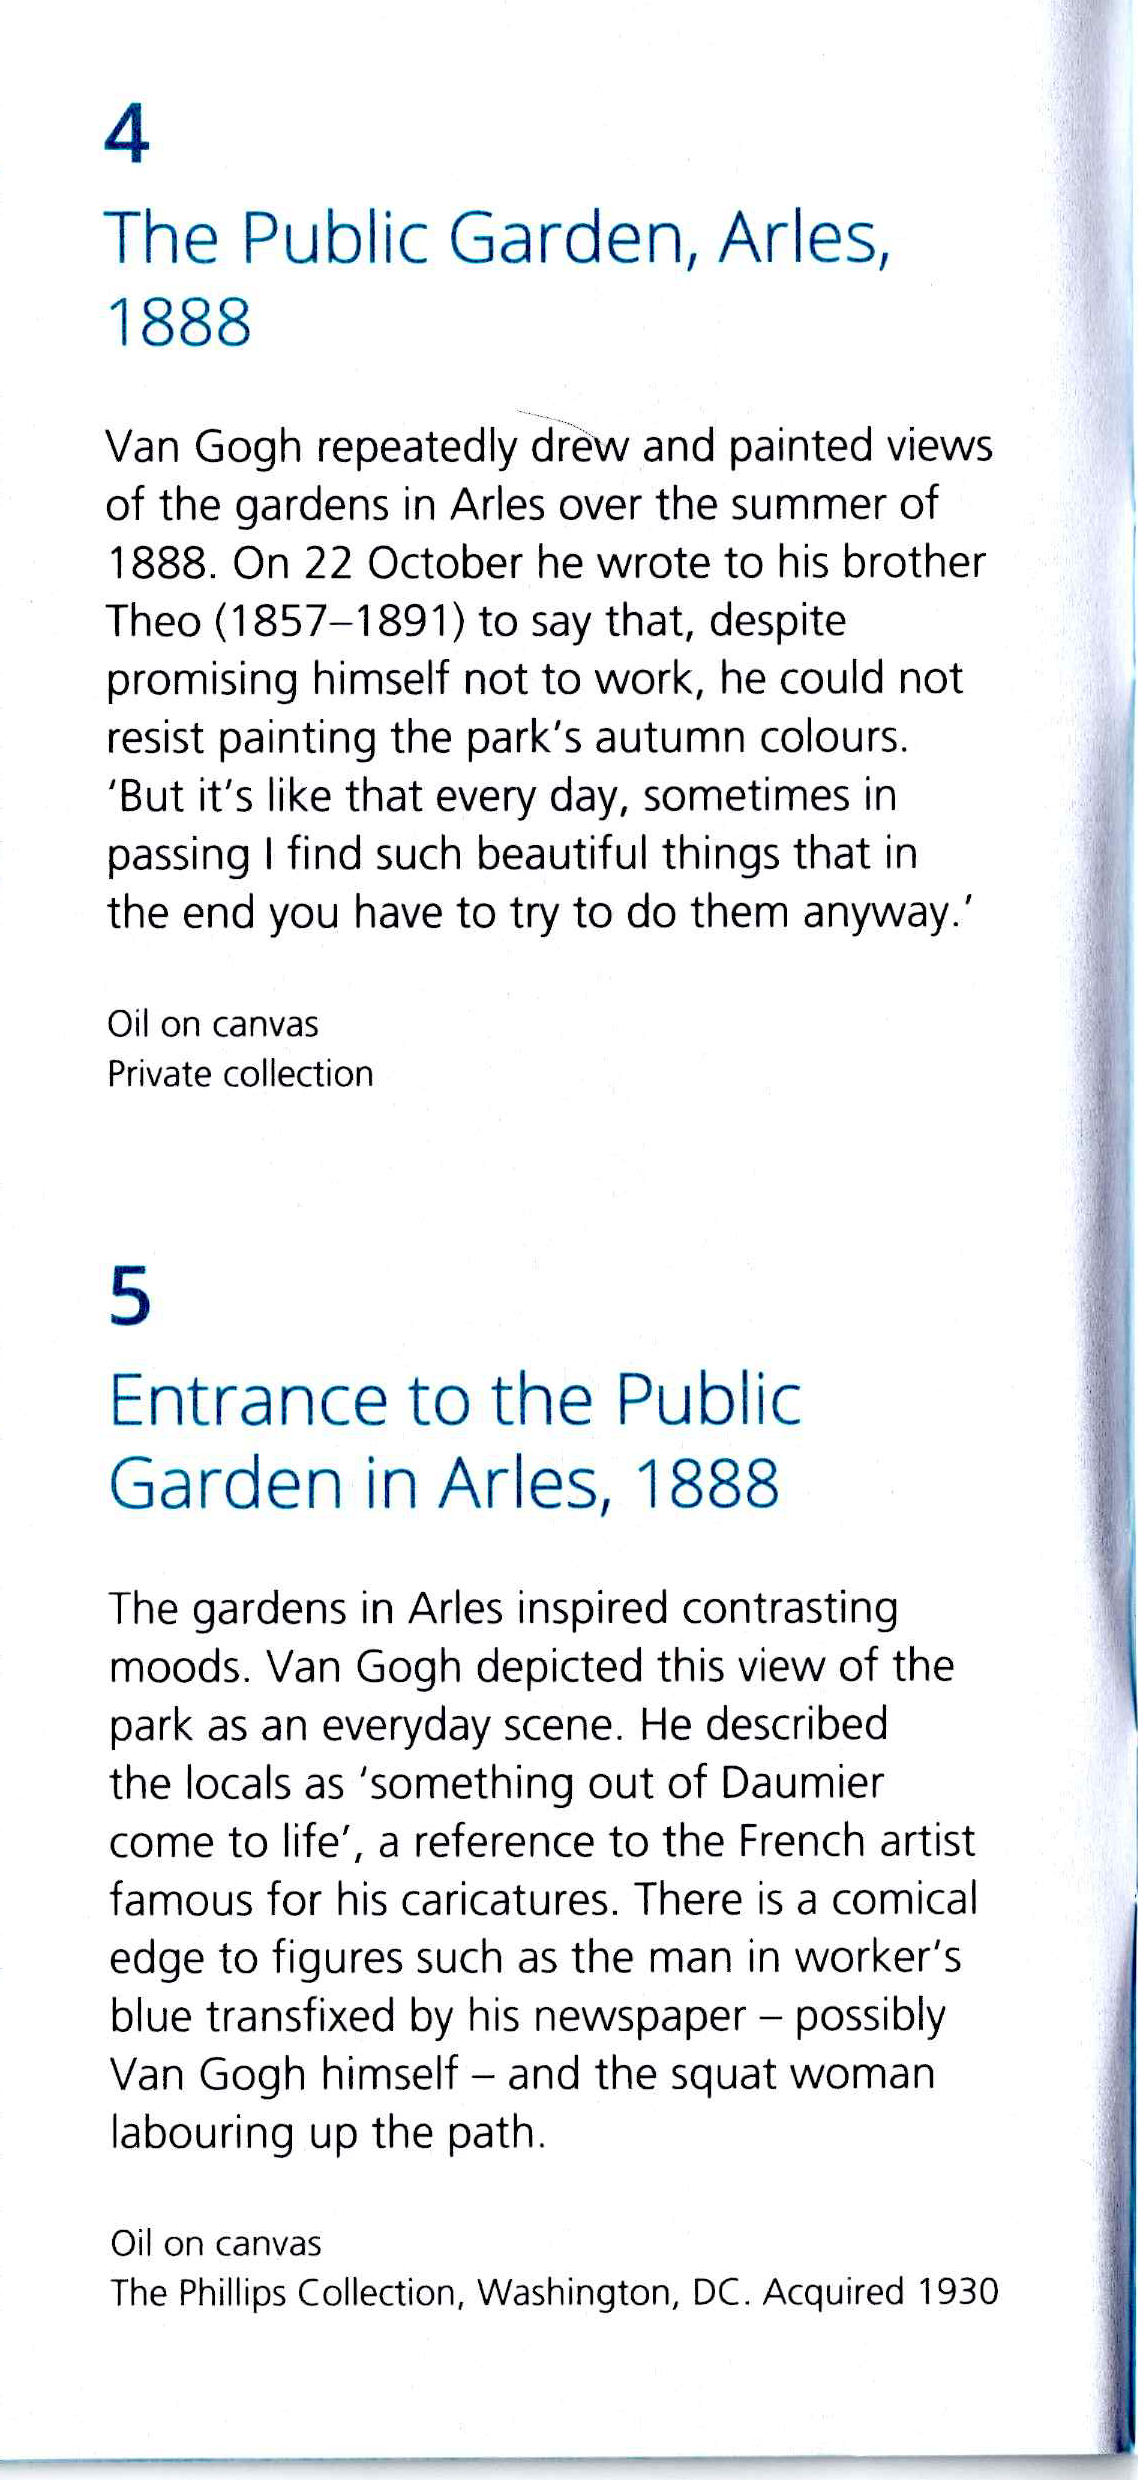 4
The Public Garden, Arles,
1888
Van Gogh repeatedly drew and painted views
of the gardens in Arles over the summer of
1888. On 22 October he wrote to his brother
Theo (1857–1891) to say that, despite
promising himself not to work, he could not
resist painting the park's autumn colours.
'But it's like that every day, sometimes in
passing I find such beautiful things that in
the end you have to try to do them anyway.'
Oil on canvas
Private collection
5
Entrance to the Public
Garden in Arles, 1888
The gardens in Arles inspired contrasting
moods. Van Gogh depicted this view of the
park as an everyday scene. He described
the locals as 'something out of Daumier
come to life', a reference to the French artist
famous for his caricatures. There is a comical
edge to figures such as the man in worker's
blue transfixed by his newspaper – possibly
Van Gogh himself – and the squat woman
labouring up the path.
Oil on canvas
The Phillips Collection, Washington, DC. Acquired 1930